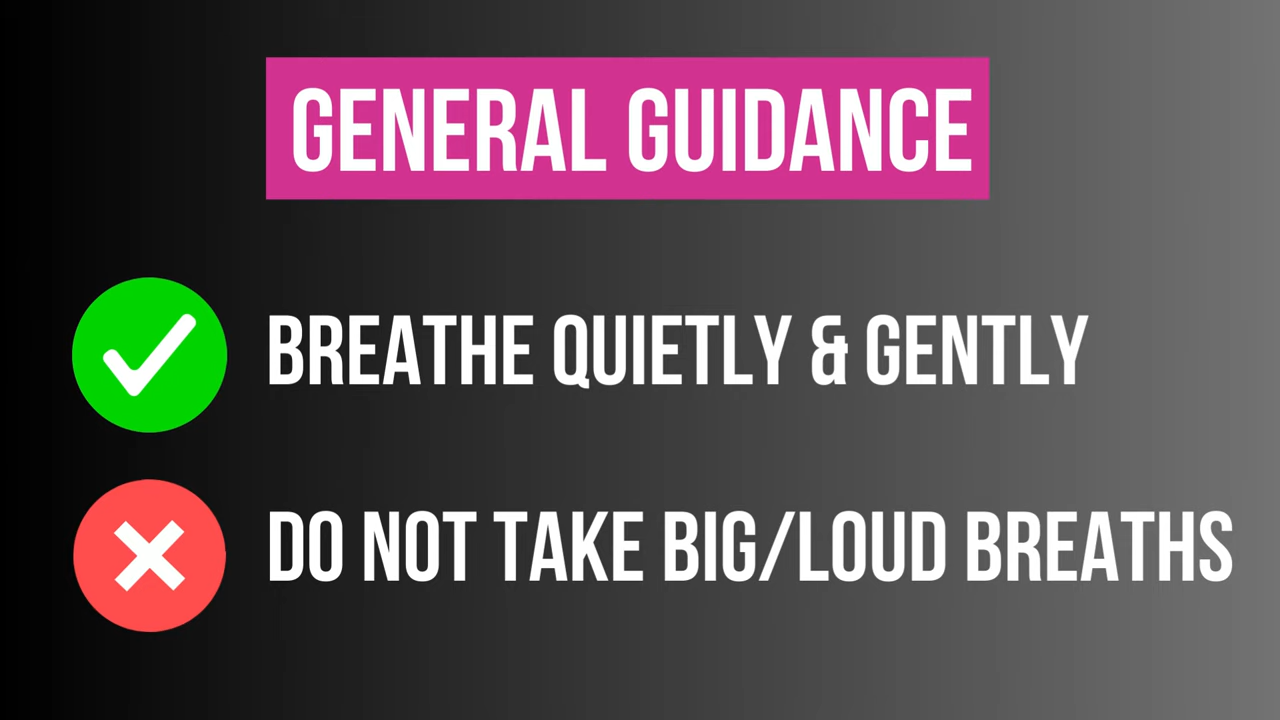 GENERAL GUIDANCE
BREATHE QUIETLY & GENTLY
DO NOT TAKE BIG/LOUD BREATHS